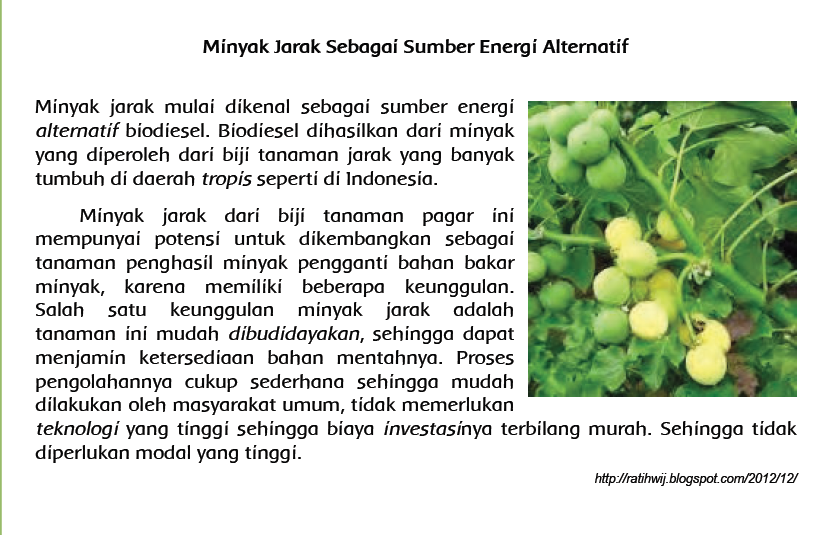 Minyak Jarak Sebagai Sumber Energi Alternatif
Minyak jarak mulai dikenal sebagai sumber energi
alternatif biodiesel. Biodiesel dihasilkan dari minyak
yang diperoleh dari biji tanaman jarak yang banyak
tumbuh di daerah tropis seperti di Indonesia.
Minyak jarak dari biji tanaman pagar ini
mempunyai potensi untuk dikembangkan sebagai
tanaman penghasil minyak pengganti bahan bakar
minyak, karena memiliki beberapa keunggulan.
Salah satu keunggulan minyak jarak adalah
tanaman ini mudah dibudidayakan, sehingga dapat
menjamin ketersediaan bahan mentahnya. Proses
pengolahannya cukup sederhana sehingga mudah
dilakukan oleh masyarakat umum, tidak memerlukan
teknologi yang tinggi sehingga biaya investasinya terbilang murah. Sehingga tidak
diperlukan modal yang tinggi.
http://ratihwij.blogspot.com/2012/12/